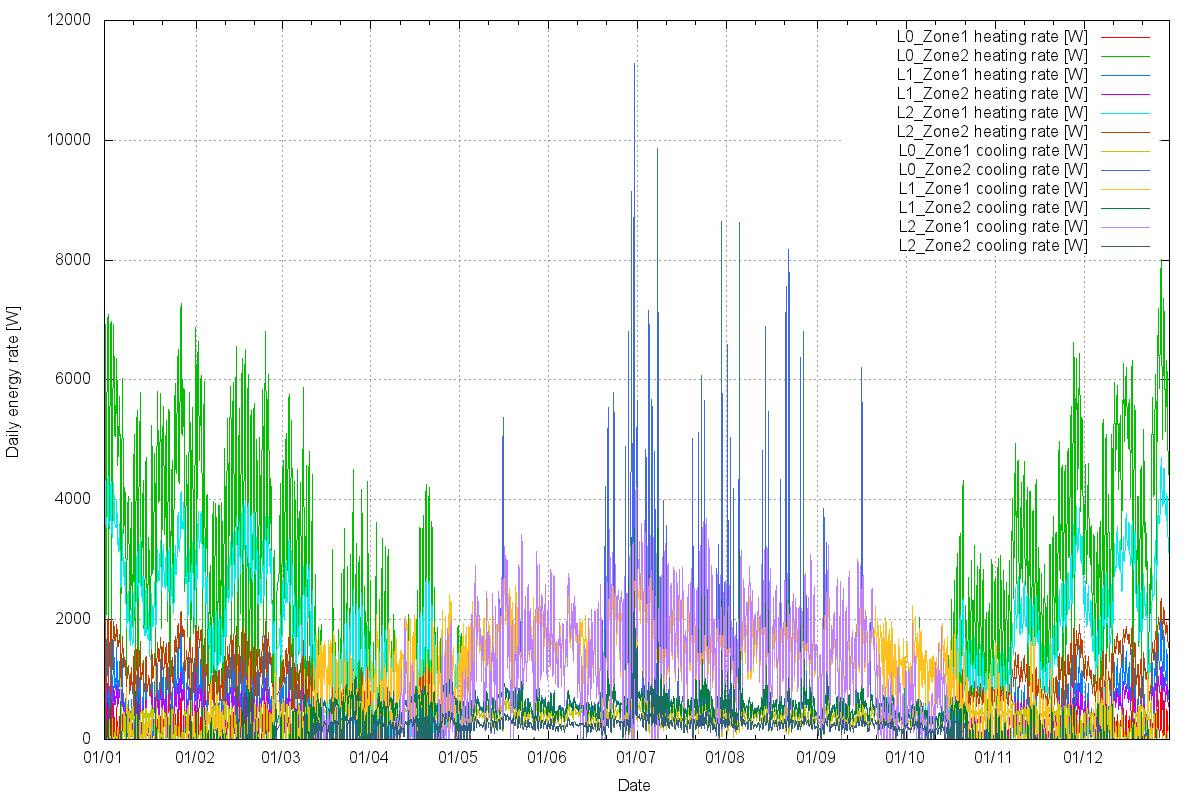 12000
10000
8000
6000
4000
2000
0
Daily energy rate [W]
L0_Zone1 heating rate [W]
L0_Zone2 heating rate [W]
L1_Zone1 heating rate [W]
L1_Zone2 heating rate [W]
L2_Zone1 heating rate [W]
L2_Zone2 heating rate [W]
L0_Zone1 cooling rate [W]
L0_Zone2 cooling rate [W]
L1_Zone1 cooling rate [W]
L1_Zone2 cooling rate [W]
L2_Zone1 cooling rate [W]
L2_Zone2 cooling rate [W]
01/01 01/02 01/03 01/04 01/05 01/06 01/07 01/08 01/09 01/10 01/11 01/12
Date